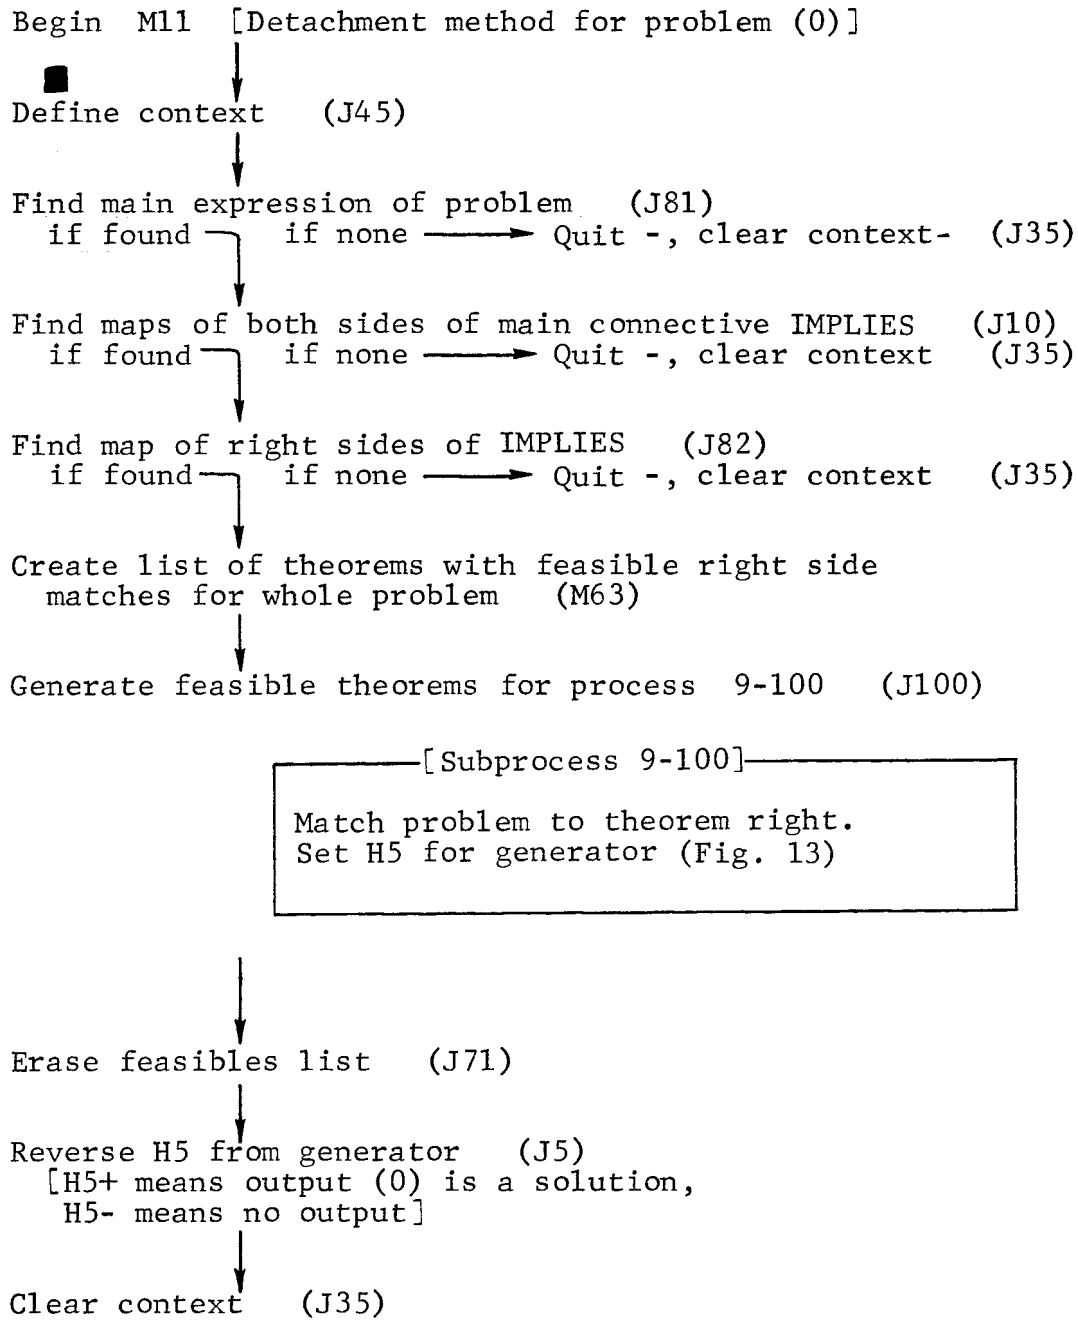 Begin M11 [Detachment method for problem (0)]
Define context (J45)
Find main expression of problem (J81)
if found if none Quit -, clear context- (J35)
Find maps of both sides of main connective IMPLIES (J10)
if found if none Quit -, clear context (J35)
Find map of right sides of IMPLIES (J82)
if found if none Quit -, clear context (J35)
Create list of theorems with feasible right side
matches for whole problem (M63)
Generate feasible theorems for process 9-100 (J100)
[Subprocess 9-100]
Match problem to theorem right.
Set H5 for generator (Fig. 13)
Erase feasibles list (J71)
Reverse H5 from generator (J5)
[H5+ means output (0) is a solution,
H5- means no output]
Clear context (J35)